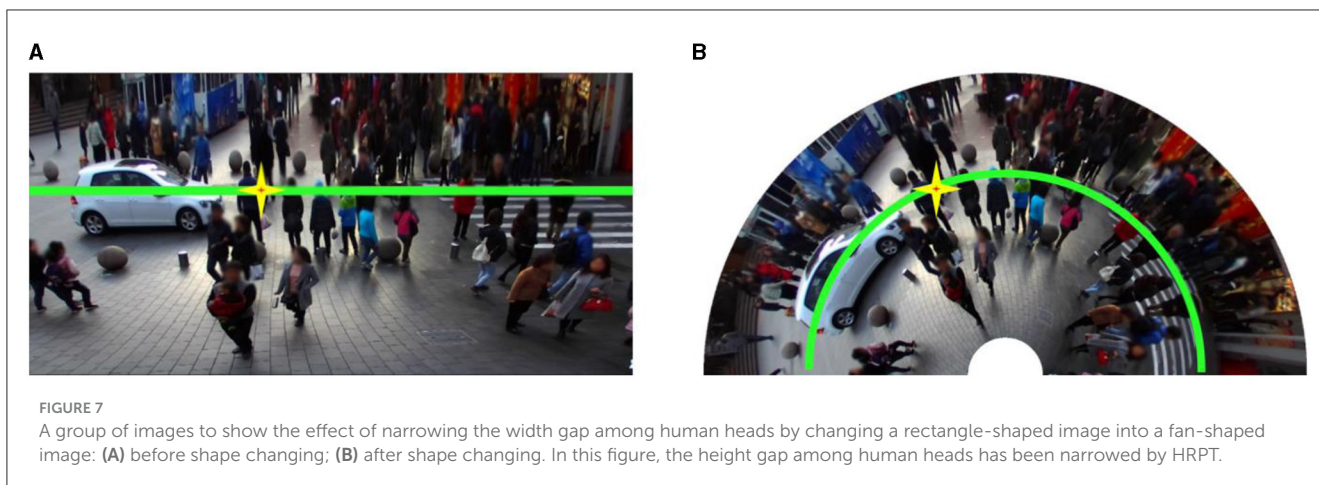 A
B
FIGURE 7
A group of images to show the effect of narrowing the width gap among human heads by changing a rectangle-shaped image into a fan-shaped
image: (A) before shape changing; (B) after shape changing. In this figure, the height gap among human heads has been narrowed by HRPT.